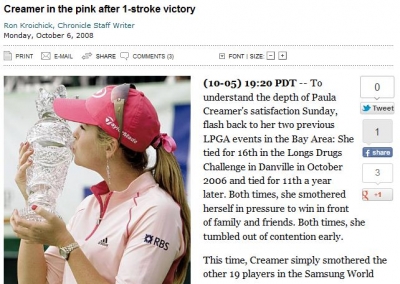 Creamer in the pink after 1-stroke victory
Ron Kroichick, Chronicle Staff Writer
Monday, October 6, 2008
PRINT E-MAIL SHARE COMMENTS (3) FONT | SIZE:
TaylorMade
adidas
RBS
(10-05) 19:20 PDT -- To
understand the depth of Paula
Creamer's satisfaction Sunday,
flash back to her two previous
LPGA events in the Bay Area: She
tied for 16th in the Longs Drugs
Challenge in Danville in October
2006 and tied for 11th a year
later. Both times, she smothered
herself in pressure to win in front
of family and friends. Both times, she
tumbled out of contention early.
This time, Creamer simply smothered the
other 19 players in the Samsung World
0
Tweet
1
share
3
+1